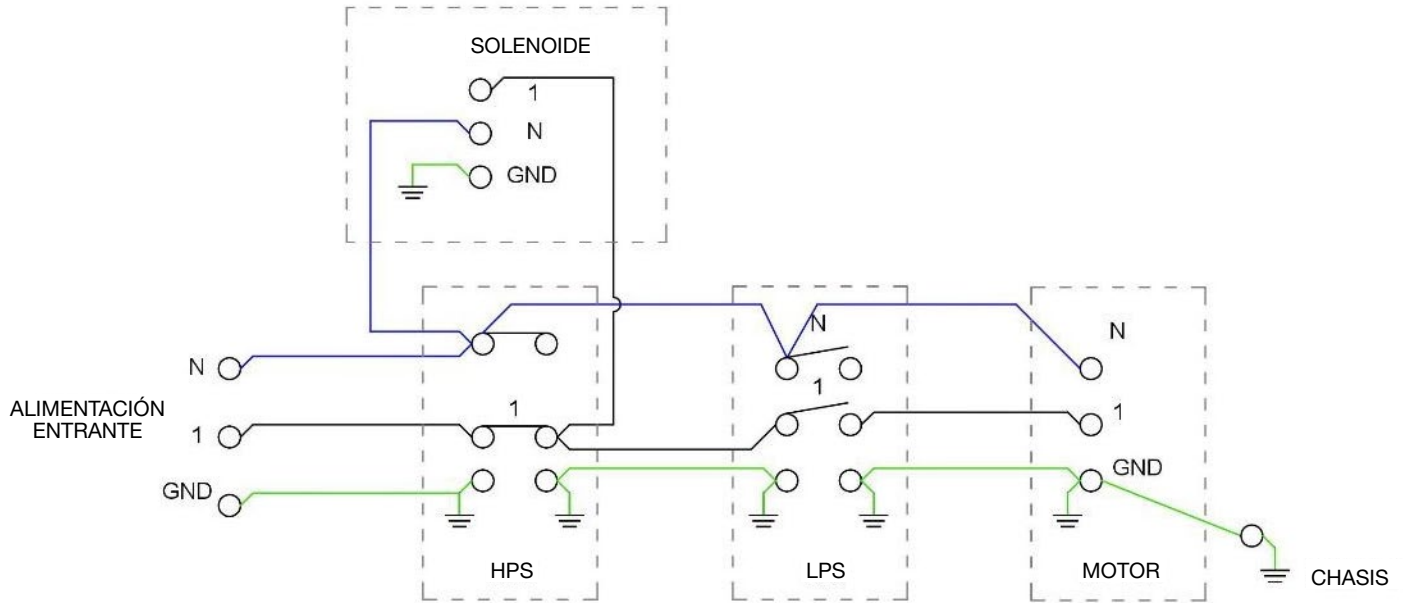 SOLENOIDE
1
N
GND
N
N
N
1
ALIMENTACIÓN
ENTRANTE
1
1
1
GND
GND
HPS
LPS
MOTOR
CHASIS